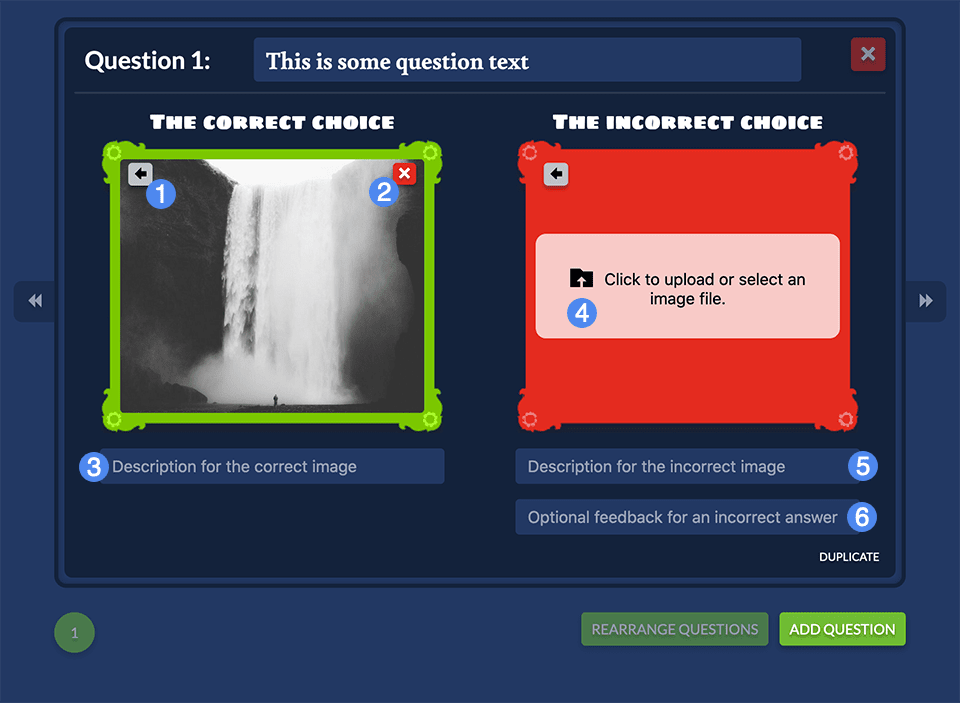 Question 1:
This is some question text
THE CORRECT CHOICE
THE INCORRECT CHOICE
1
2
Click to upload or select an
image file.
4
3
Description for the correct image
Description for the incorrect image
5
Optional feedback for an incorrect answer
6
DUPLICATE
1
REARRANGE QUESTIONS
ADD QUESTION